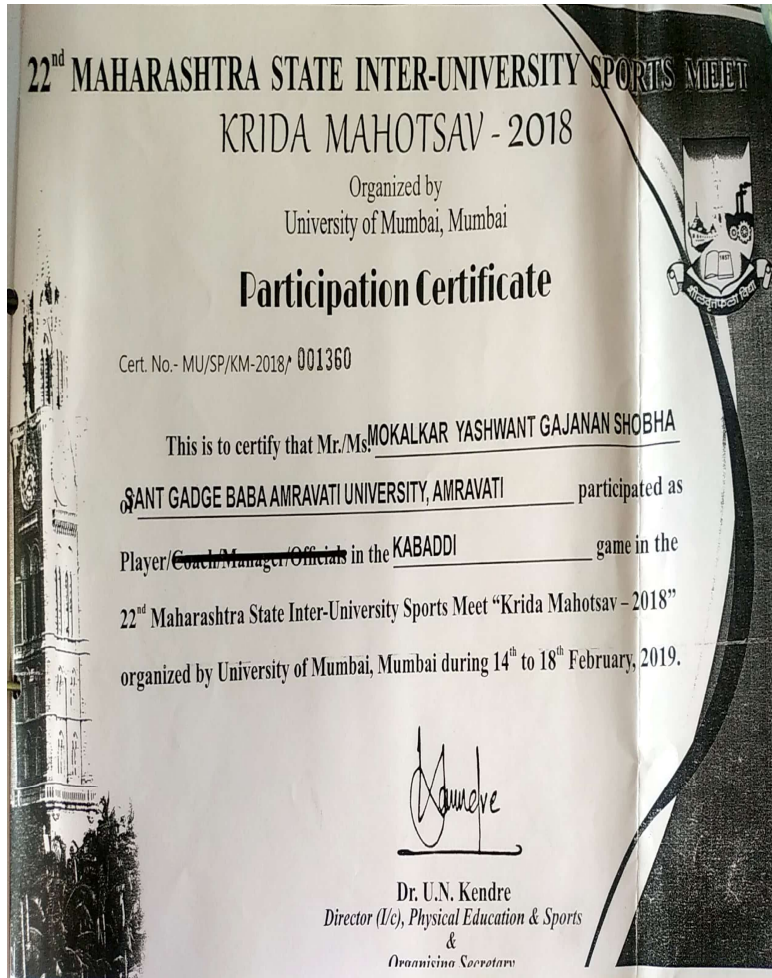 22nd MAHARASHTRA STATE INTER-UNIVERSITY SPORTS MEET
KRIDA MAHOTSAV - 2018
Organized by
University of Mumbai, Mumbai
1857
शीलवृत्तफला विद्या
Participation Certificate
Cert. No.- MU/SP/KM-2018/ 001360
This is to certify that Mr./Ms. MOKALKAR YASHWANT GAJANAN SHOBHA
of SANT GADGE BABA AMRAVATI UNIVERSITY, AMRAVATI participated as
Player/Coach/Manager/Officials in the KABADDI game in the
22nd Maharashtra State Inter-University Sports Meet “Krida Mahotsav – 2018”
organized by University of Mumbai, Mumbai during 14th to 18th February, 2019.
Dr. U.N. Kendre
Director (I/c), Physical Education & Sports
&
Organising Secretary